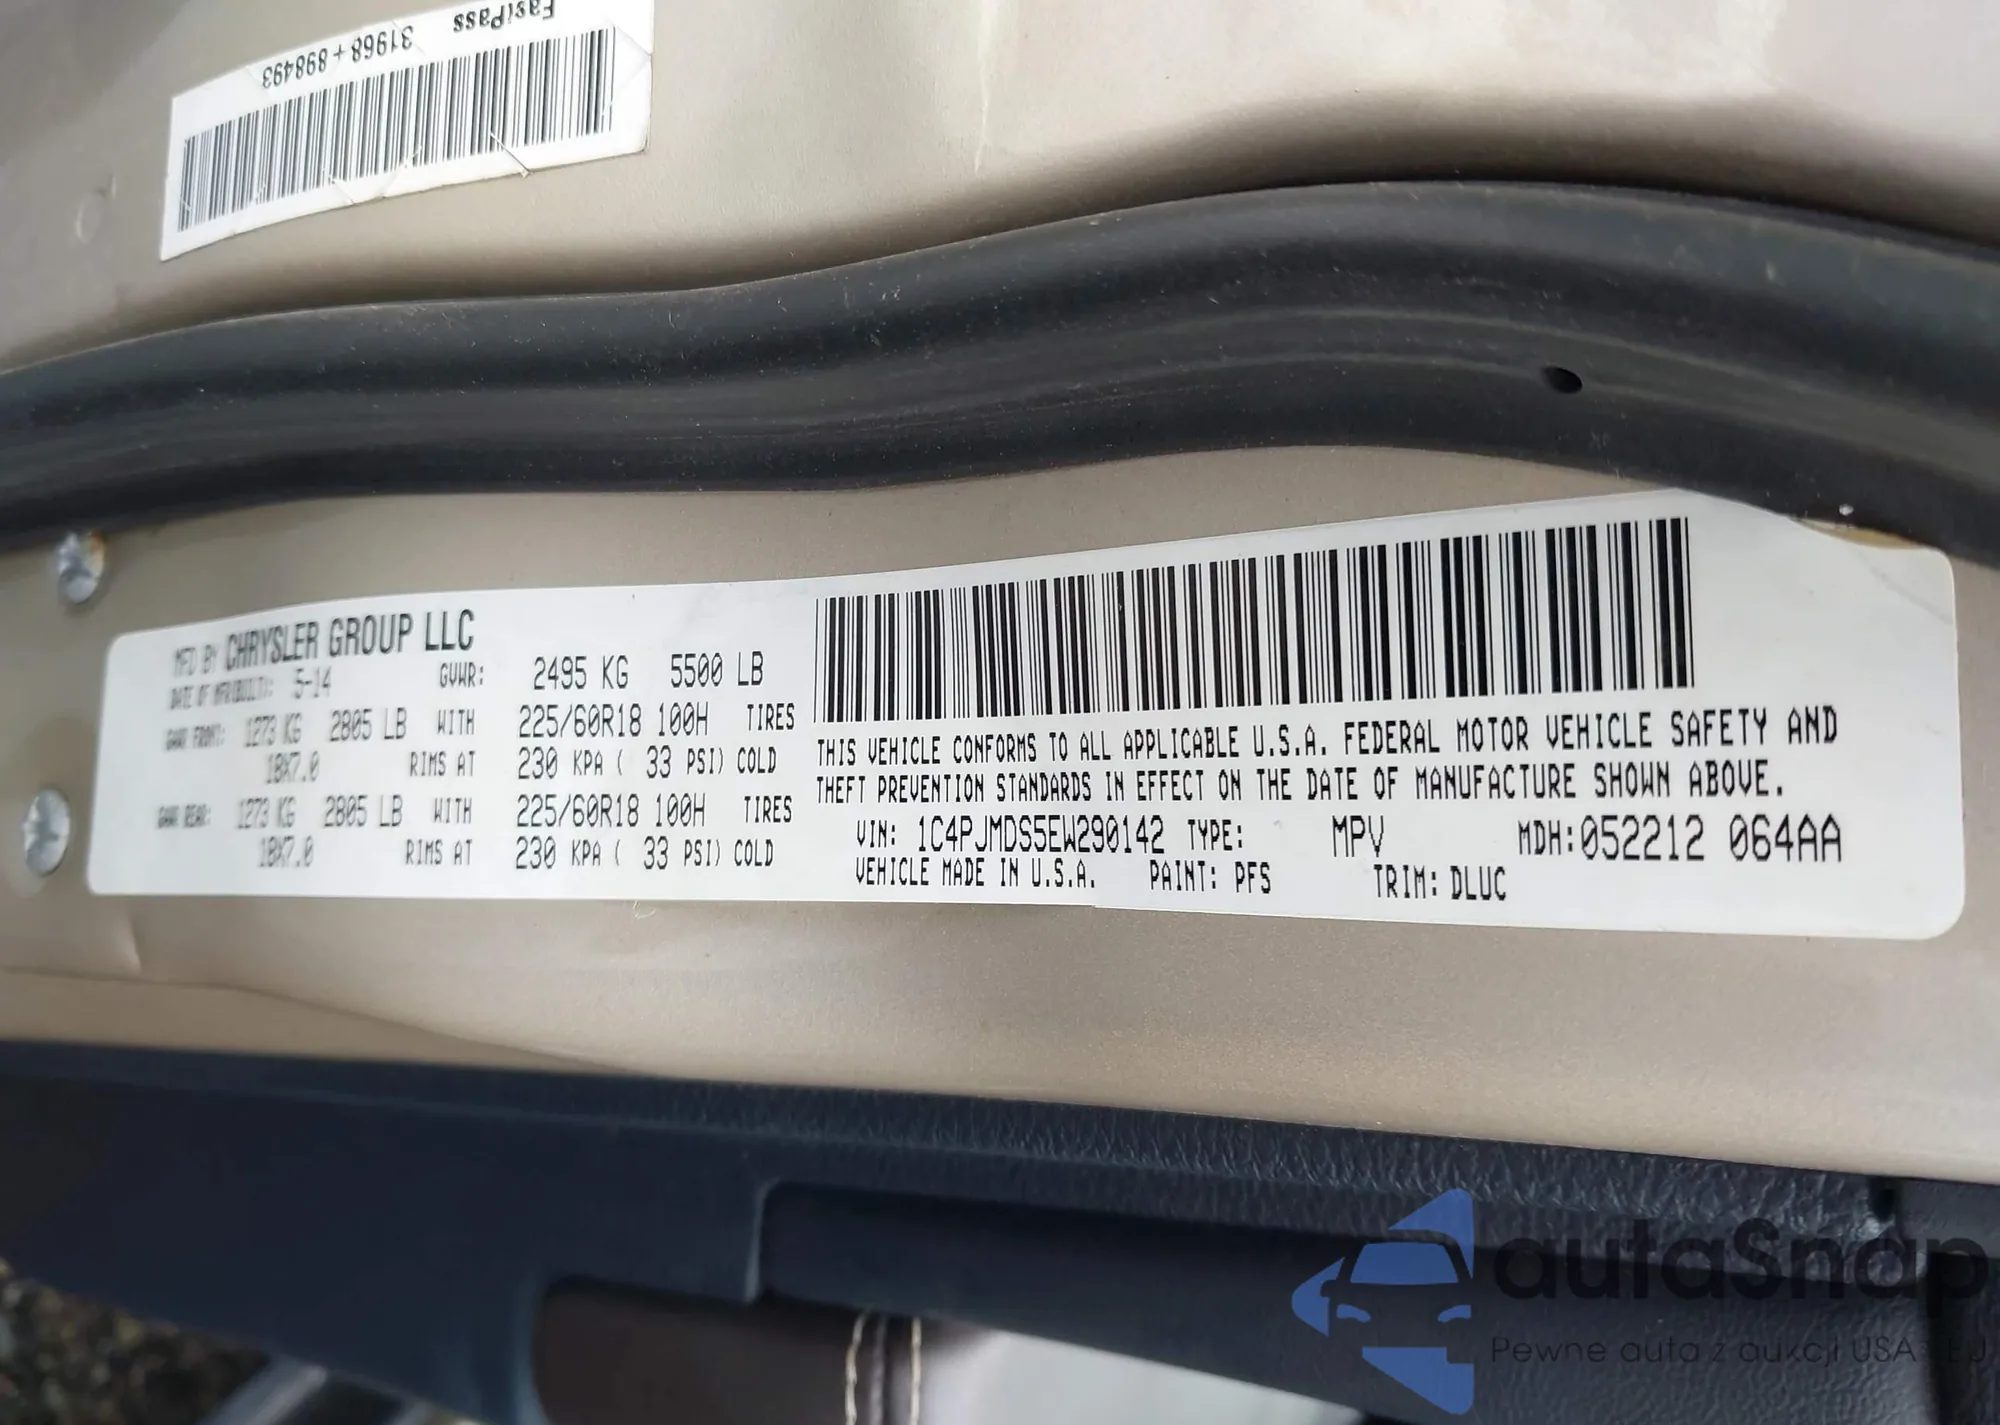 FastPass
31968+898493
MFD BY CHRYSLER GROUP LLC
DATE OF MFR(BUILT): 5-14 GVWR: 2495 KG 5500 LB
GAWR FRONT: 1273 KG 2805 LB WITH 225/60R18 100H TIRES
18X7.0 RIMS AT 230 KPA ( 33 PSI) COLD
GAWR REAR: 1273 KG 2805 LB WITH 225/60R18 100H TIRES
18X7.0 RIMS AT 230 KPA ( 33 PSI) COLD
THIS VEHICLE CONFORMS TO ALL APPLICABLE U.S.A. FEDERAL MOTOR VEHICLE SAFETY AND
THEFT PREVENTION STANDARDS IN EFFECT ON THE DATE OF MANUFACTURE SHOWN ABOVE.
VIN: 1C4PJMDS5EW290142 TYPE: MPV MDH:052212 064AA
VEHICLE MADE IN U.S.A. PAINT: PFS TRIM: DLUC
autaSnap
Pewne auta z aukcji USA